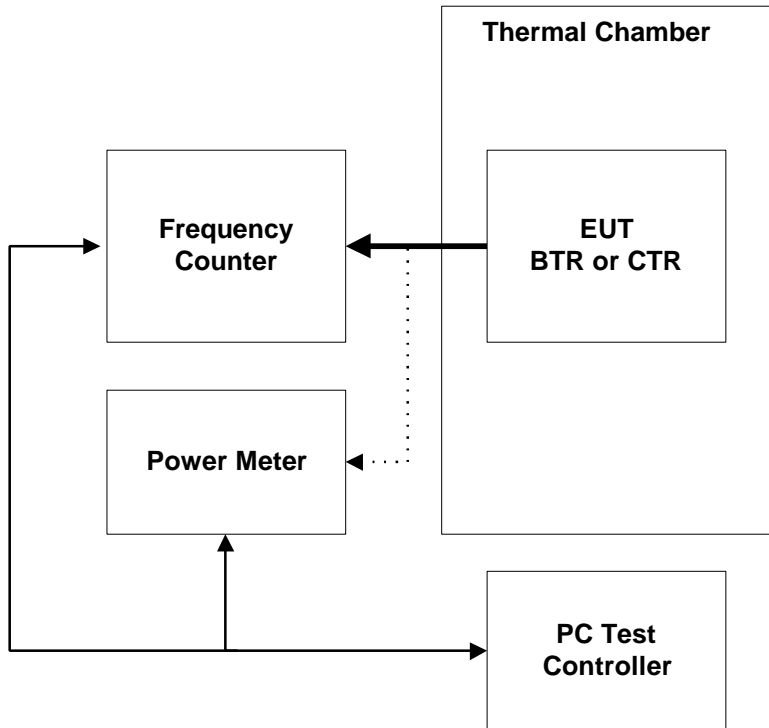 Thermal Chamber
Frequency
Counter
EUT
BTR or CTR
Power Meter
PC Test
Controller